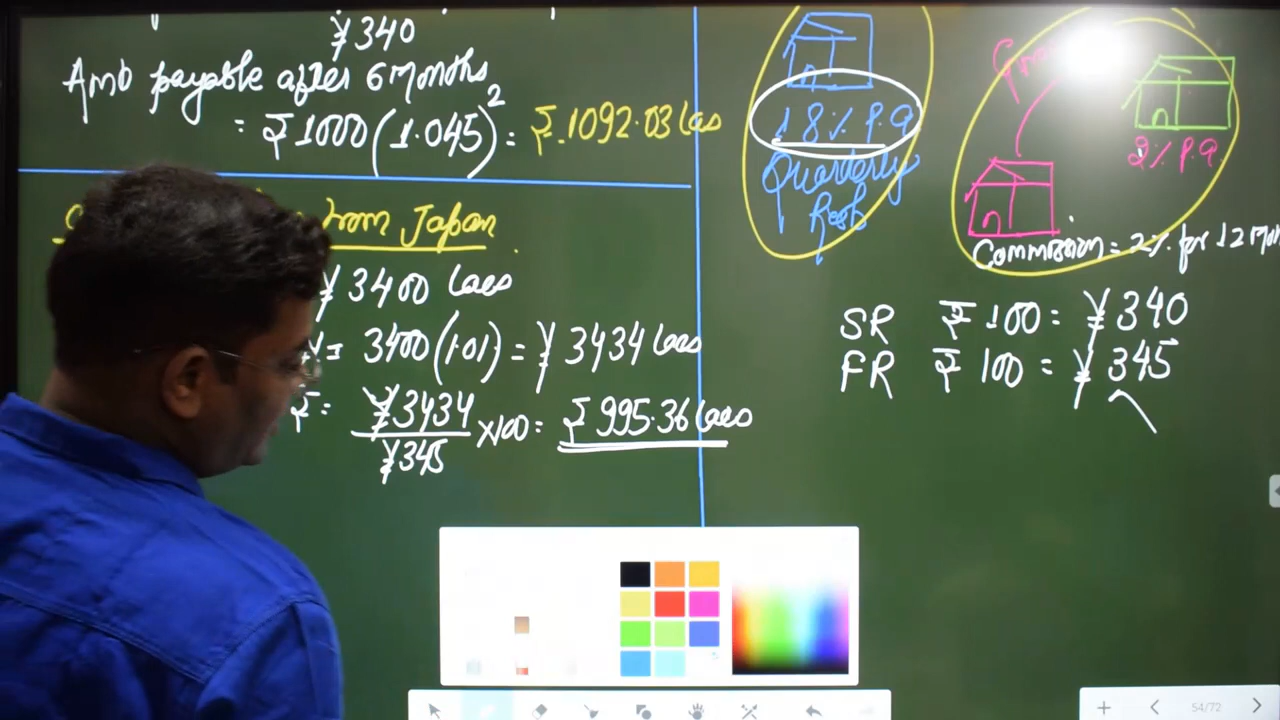 ¥340
Amt payable after 6 Months
= ₹1000(1.045)² = ₹.1092.03 lacs
from Japan
¥3400 lacs
= 3400(1.01) = ¥3434 lacs
₹ = ¥3434 / ¥345 ×100 = ₹995.36 lacs
18% P.a
Quarterly
Rest
2% P.a.
Commission = 2% for 12 Mon
SR ₹100 = ¥340
FR ₹100 = ¥345
54/72